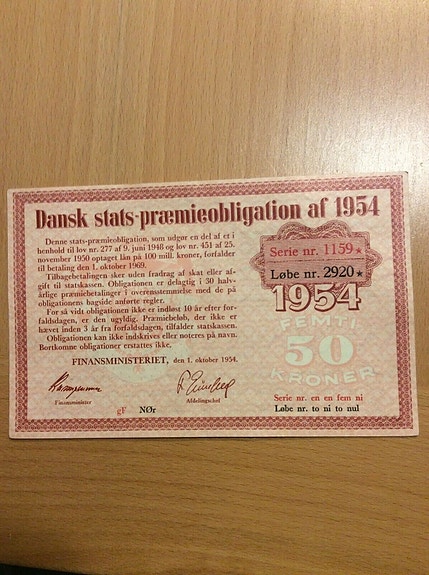 Dansk stats-præmieobligation af 1954
Denne stats-præmieobligation, som udgør en del af et i
henhold til lov nr. 277 af 9. juni 1948 og lov nr. 451 af 25.
november 1950 optaget lån på 100 mill. kroner, forfalder
til betaling den 1. oktober 1969.
Tilbagebetalingen sker uden fradrag af skat eller af-
gift til statskassen. Obligationen er delagtig i 30 halv-
årlige præmiebetalinger i overensstemmelse med de på
obligationens bagside anførte regler.
For så vidt obligationen ikke er indløst 10 år efter for-
faldsdagen, er den ugyldig. Præmiebeløb, der ikke er
hævet inden 3 år fra forfaldsdagen, tilfalder statskassen.
Obligationen kan ikke indskrives eller noteres på navn.
Bortkomne obligationer erstattes ikke.
FINANSMINISTERIET, den 1. oktober 1954.
Finansminister
Afdelingschef
gF NØr
Serie nr. 1159★
Løbe nr. 2920★
1954
FEMTI
50
KRONER
Serie nr. en en fem ni
Løbe nr. to ni to nul